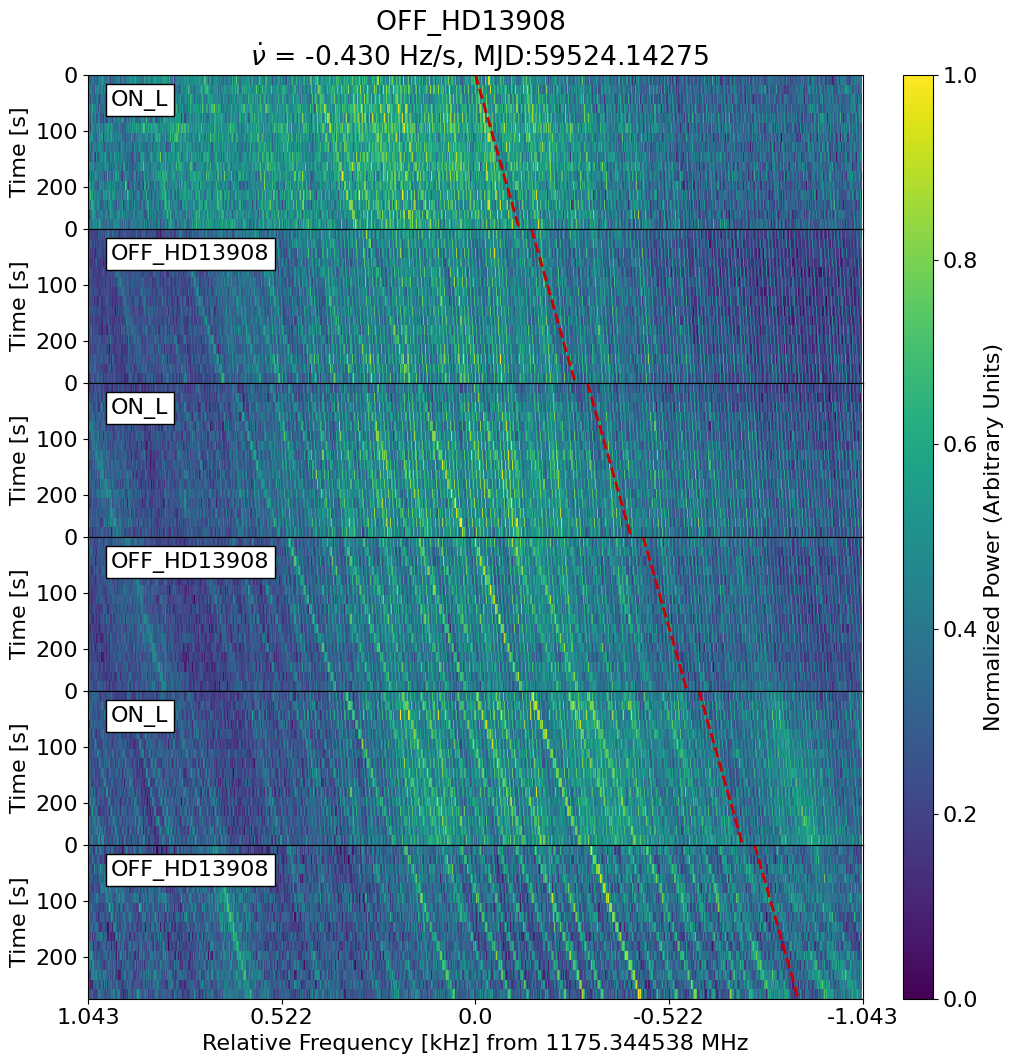 OFF_HD13908
ν̇ = -0.430 Hz/s, MJD:59524.14275
ON_L
OFF_HD13908
ON_L
OFF_HD13908
ON_L
OFF_HD13908
Time [s]
0
100
200
Time [s]
0
100
200
Time [s]
0
100
200
Time [s]
0
100
200
Time [s]
0
100
200
Time [s]
0
100
200
1.043
0.522
0.0
-0.522
-1.043
Relative Frequency [kHz] from 1175.344538 MHz
1.0
0.8
0.6
0.4
0.2
0.0
Normalized Power (Arbitrary Units)